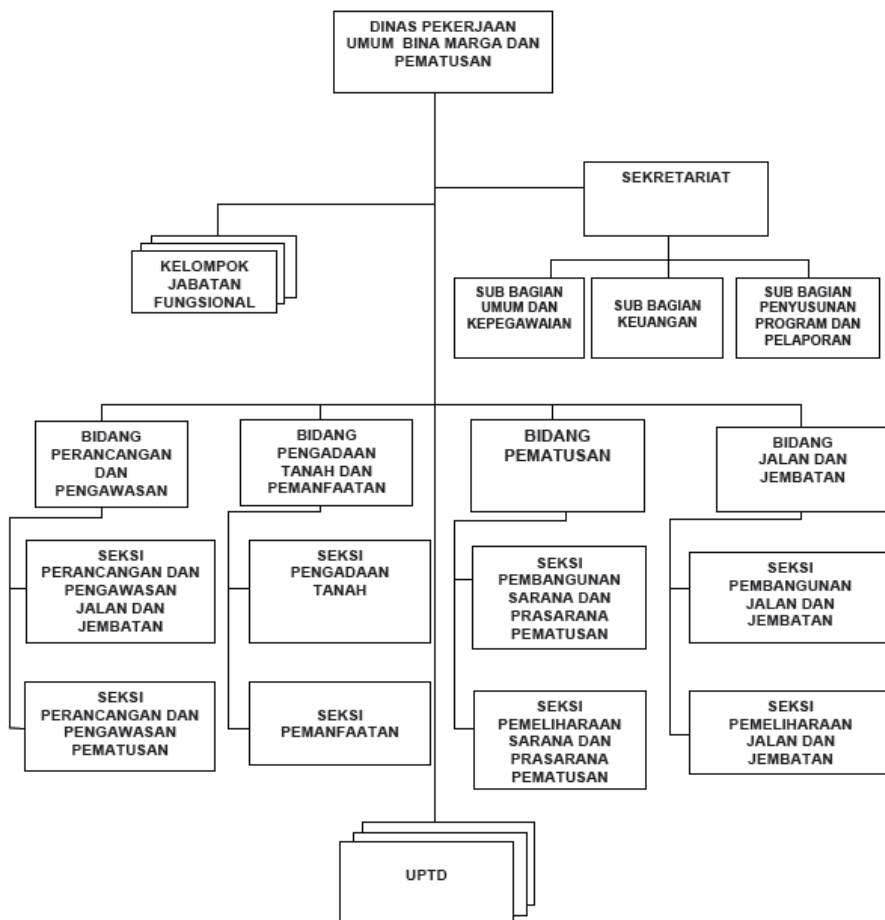 DINAS PEKERJAAN
UMUM BINA MARGA DAN
PEMATUSAN
SEKRETARIAT
KELOMPOK
JABATAN
FUNGSIONAL
SUB BAGIAN
UMUM DAN
KEPEGAWAIAN
SUB BAGIAN
KEUANGAN
SUB BAGIAN
PENYUSUNAN
PROGRAM DAN
PELAPORAN
BIDANG
PERANCANGAN
DAN
PENGAWASAN
BIDANG
PENGADAAN
TANAH DAN
PEMANFAATAN
BIDANG
PEMATUSAN
BIDANG
JALAN DAN
JEMBATAN
SEKSI
PERANCANGAN DAN
PENGAWASAN
JALAN DAN
JEMBATAN
SEKSI
PENGADAAN
TANAH
SEKSI
PEMBANGUNAN
SARANA DAN
PRASARANA
PEMATUSAN
SEKSI
PEMBANGUNAN
JALAN DAN
JEMBATAN
SEKSI
PERANCANGAN DAN
PENGAWASAN
PEMATUSAN
SEKSI
PEMANFAATAN
SEKSI
PEMELIHARAAN
SARANA DAN
PRASARANA
PEMATUSAN
SEKSI
PEMELIHARAAN
JALAN DAN
JEMBATAN
UPTD